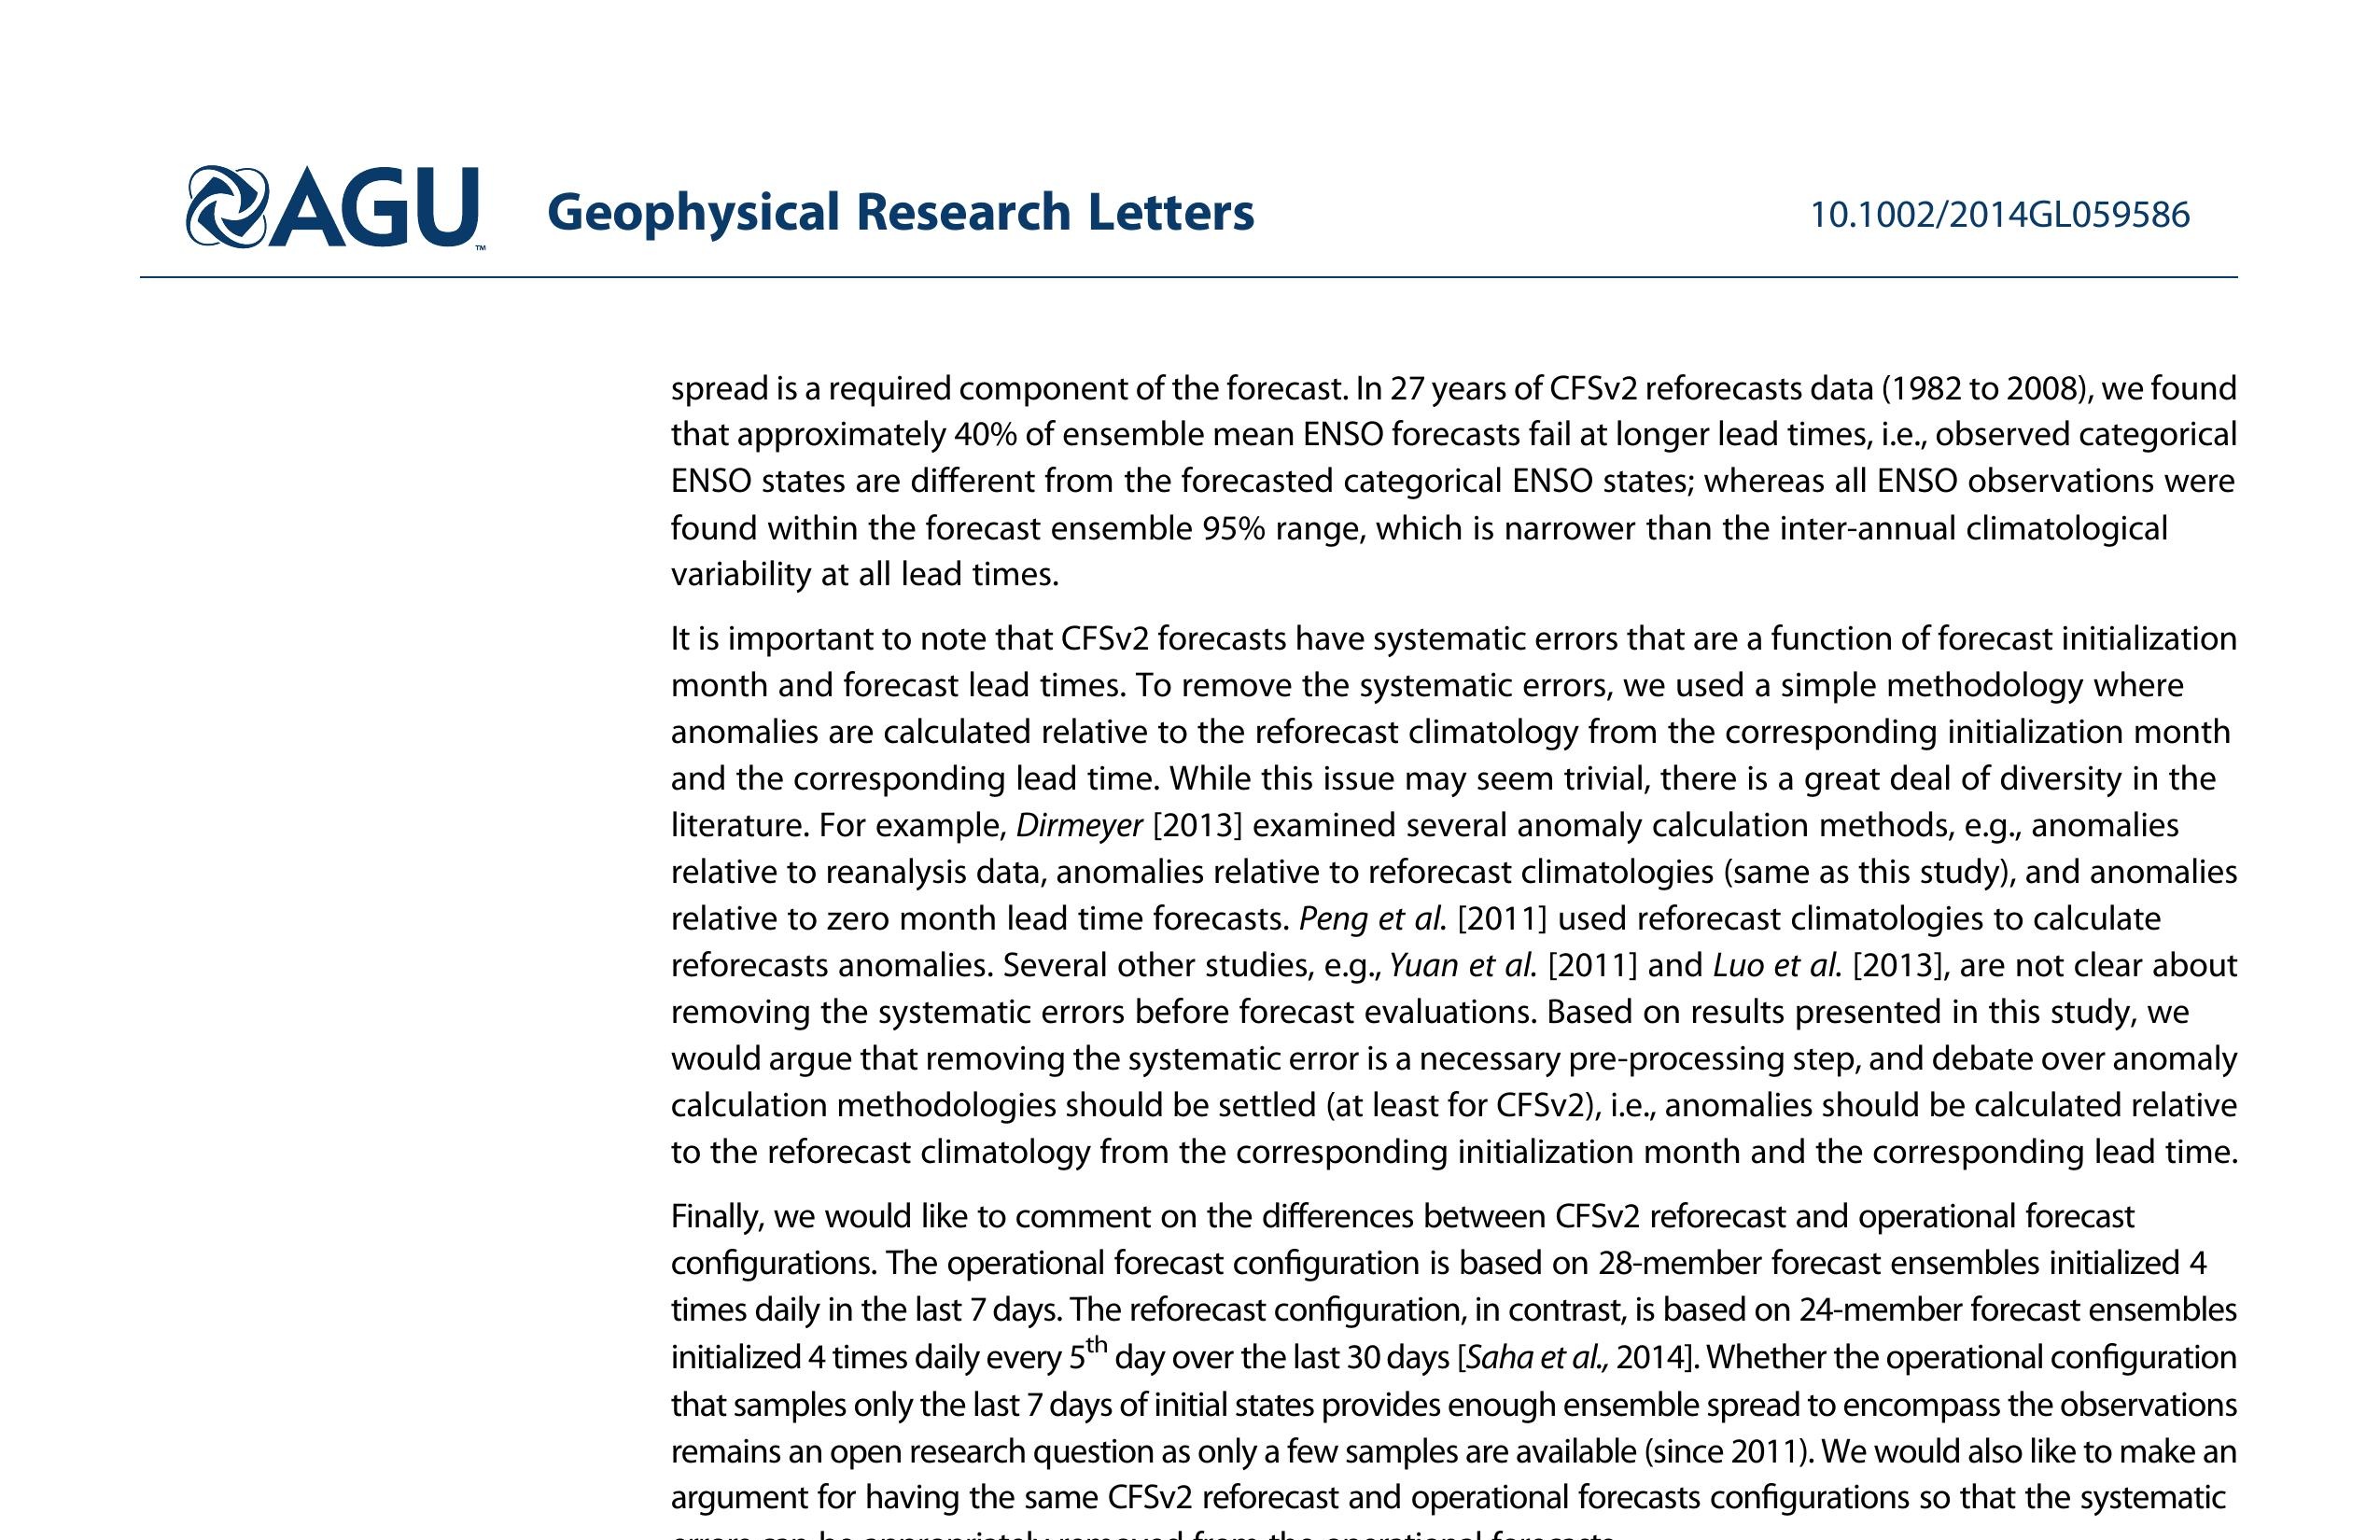 AGU™ Geophysical Research Letters 10.1002/2014GL059586
spread is a required component of the forecast. In 27 years of CFSv2 reforecasts data (1982 to 2008), we found
that approximately 40% of ensemble mean ENSO forecasts fail at longer lead times, i.e., observed categorical
ENSO states are different from the forecasted categorical ENSO states; whereas all ENSO observations were
found within the forecast ensemble 95% range, which is narrower than the inter-annual climatological
variability at all lead times.
It is important to note that CFSv2 forecasts have systematic errors that are a function of forecast initialization
month and forecast lead times. To remove the systematic errors, we used a simple methodology where
anomalies are calculated relative to the reforecast climatology from the corresponding initialization month
and the corresponding lead time. While this issue may seem trivial, there is a great deal of diversity in the
literature. For example, Dirmeyer [2013] examined several anomaly calculation methods, e.g., anomalies
relative to reanalysis data, anomalies relative to reforecast climatologies (same as this study), and anomalies
relative to zero month lead time forecasts. Peng et al. [2011] used reforecast climatologies to calculate
reforecasts anomalies. Several other studies, e.g., Yuan et al. [2011] and Luo et al. [2013], are not clear about
removing the systematic errors before forecast evaluations. Based on results presented in this study, we
would argue that removing the systematic error is a necessary pre-processing step, and debate over anomaly
calculation methodologies should be settled (at least for CFSv2), i.e., anomalies should be calculated relative
to the reforecast climatology from the corresponding initialization month and the corresponding lead time.
Finally, we would like to comment on the differences between CFSv2 reforecast and operational forecast
configurations. The operational forecast configuration is based on 28-member forecast ensembles initialized 4
times daily in the last 7 days. The reforecast configuration, in contrast, is based on 24-member forecast ensembles
initialized 4 times daily every 5th day over the last 30 days [Saha et al., 2014]. Whether the operational configuration
that samples only the last 7 days of initial states provides enough ensemble spread to encompass the observations
remains an open research question as only a few samples are available (since 2011). We would also like to make an
argument for having the same CFSv2 reforecast and operational forecasts configurations so that the systematic
errors can be appropriately removed from the operational forecasts.